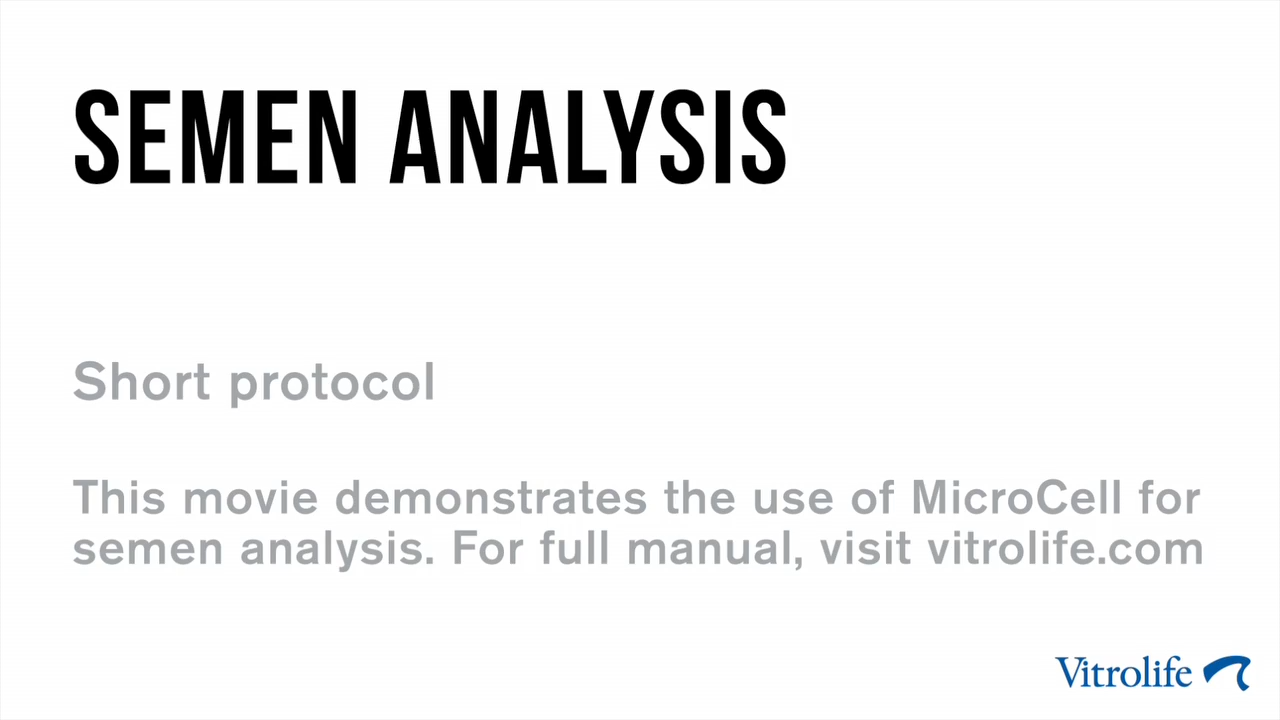 SEMEN ANALYSIS
Short protocol
This movie demonstrates the use of MicroCell for
semen analysis. For full manual, visit vitrolife.com
Vitrolife